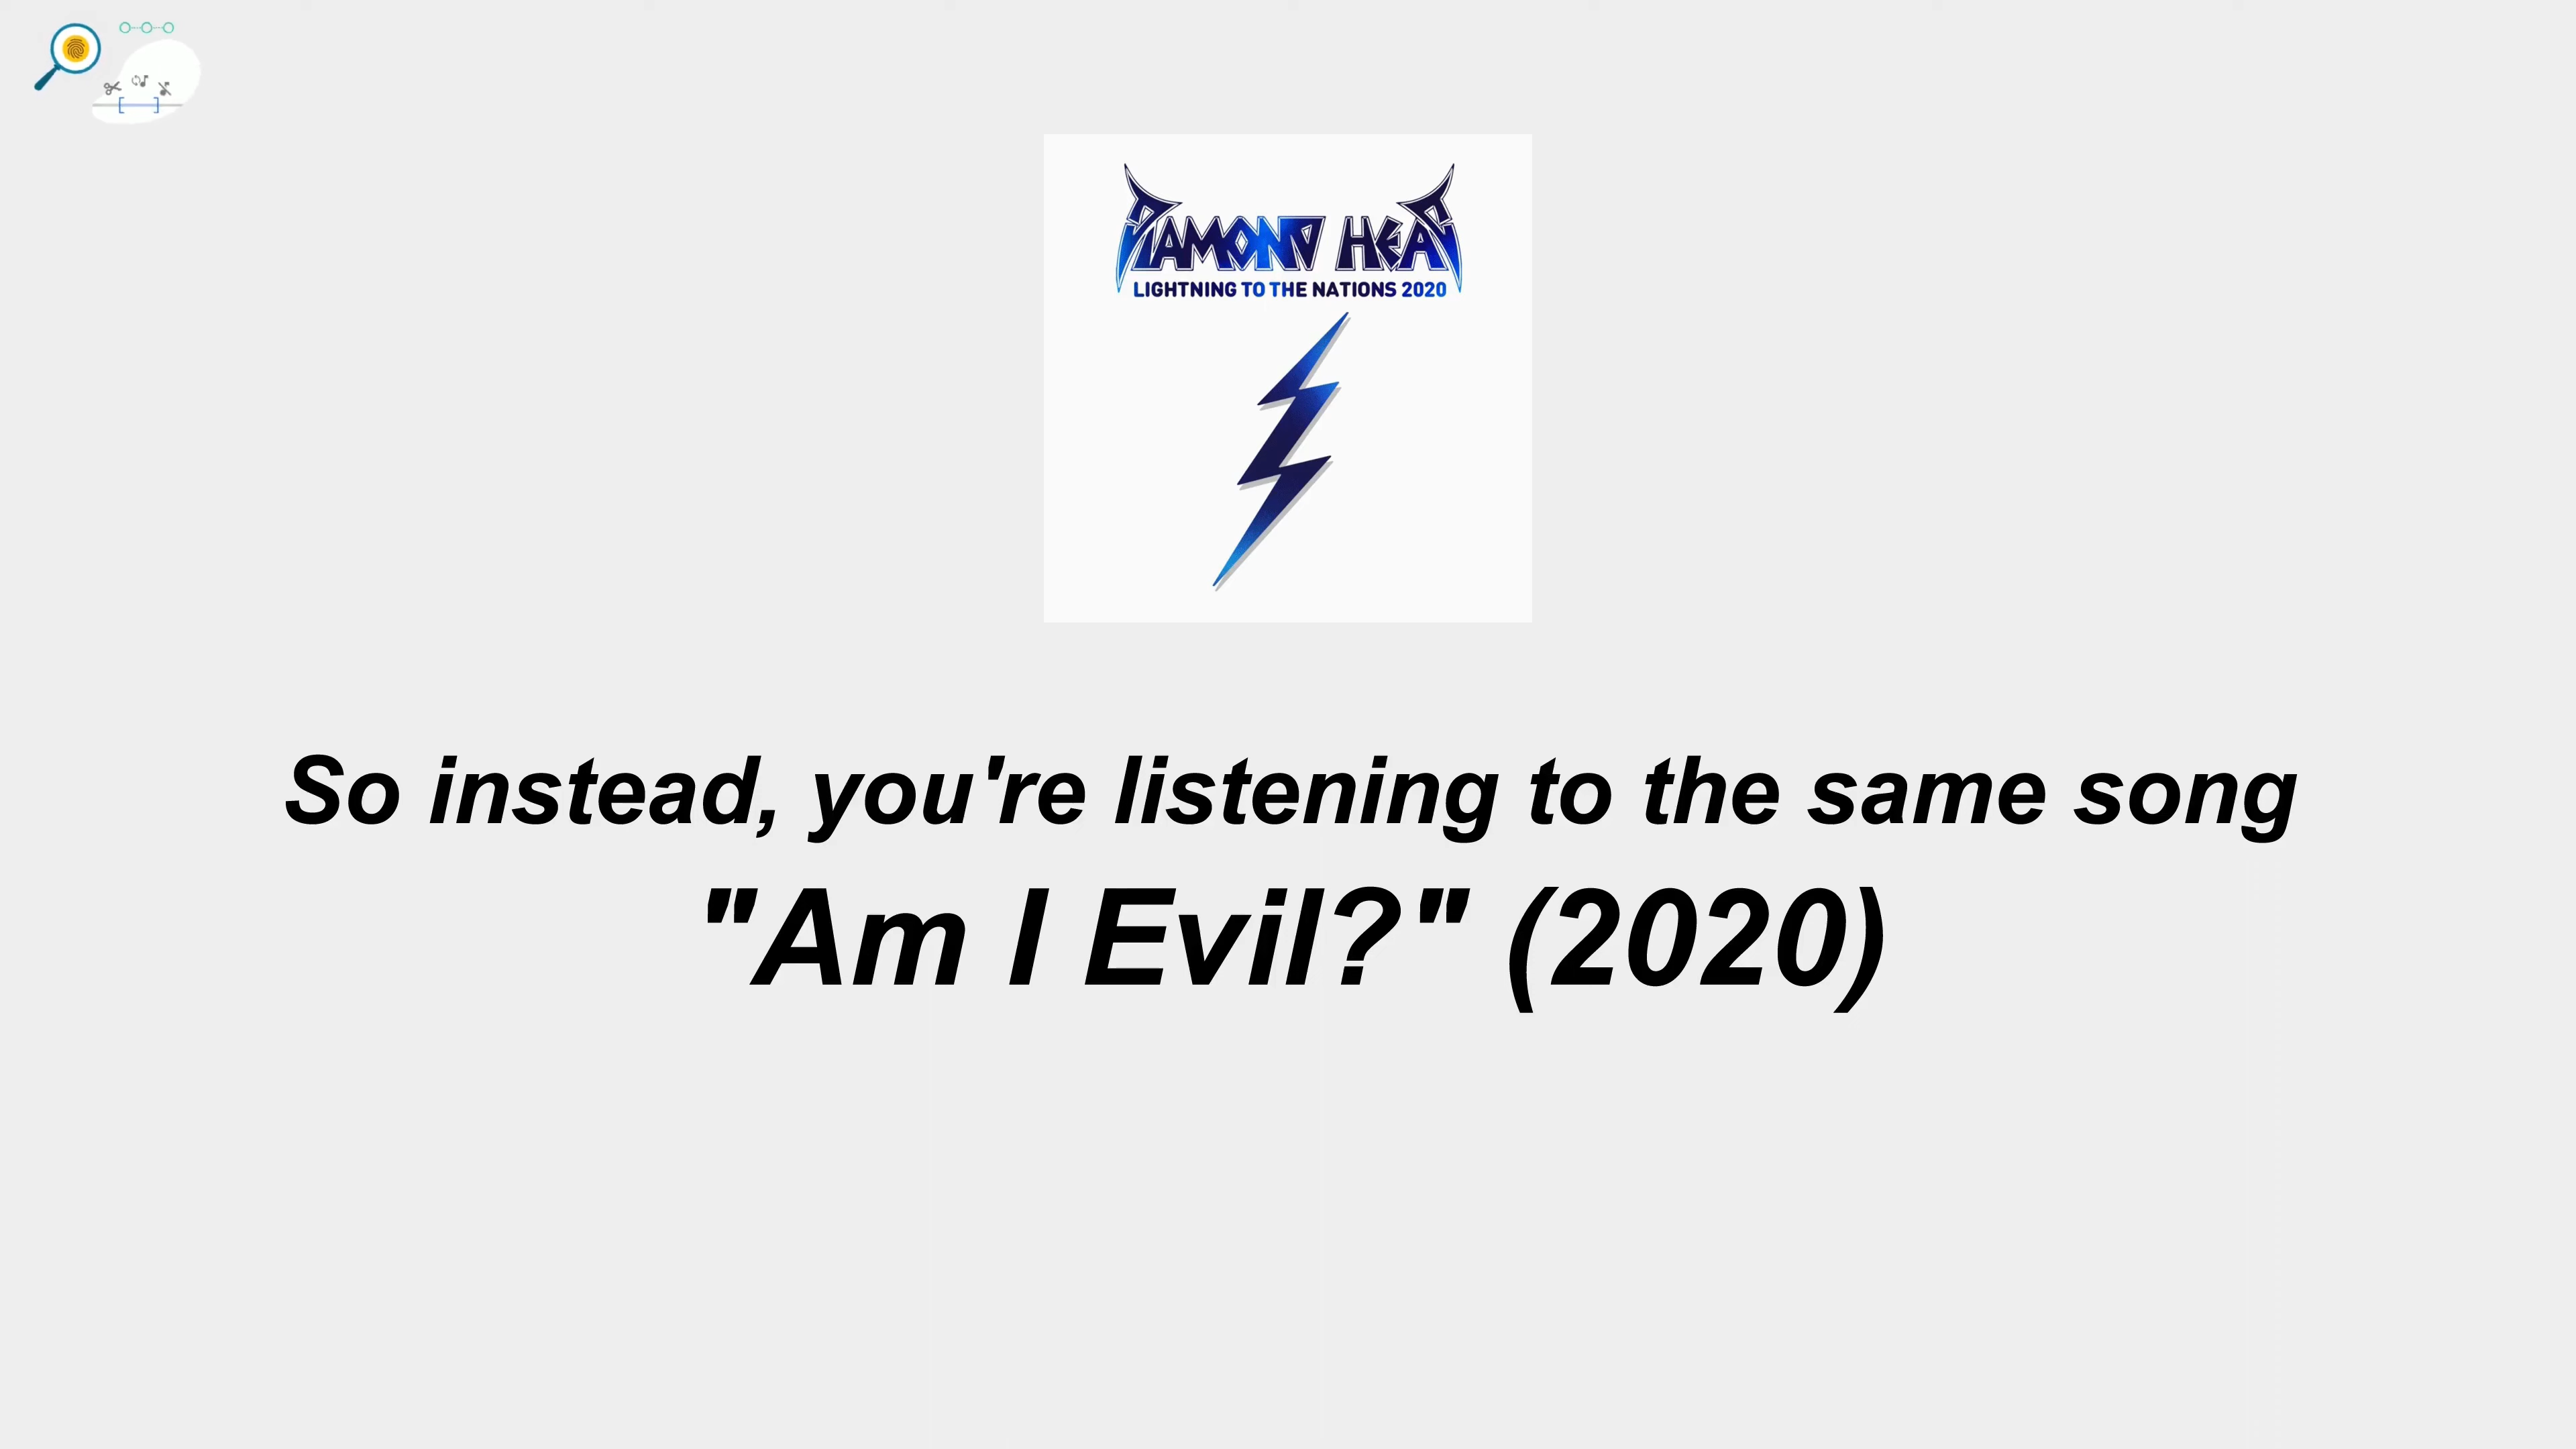 DIAMOND HEAD
LIGHTNING TO THE NATIONS 2020
So instead, you're listening to the same song
"Am I Evil?" (2020)